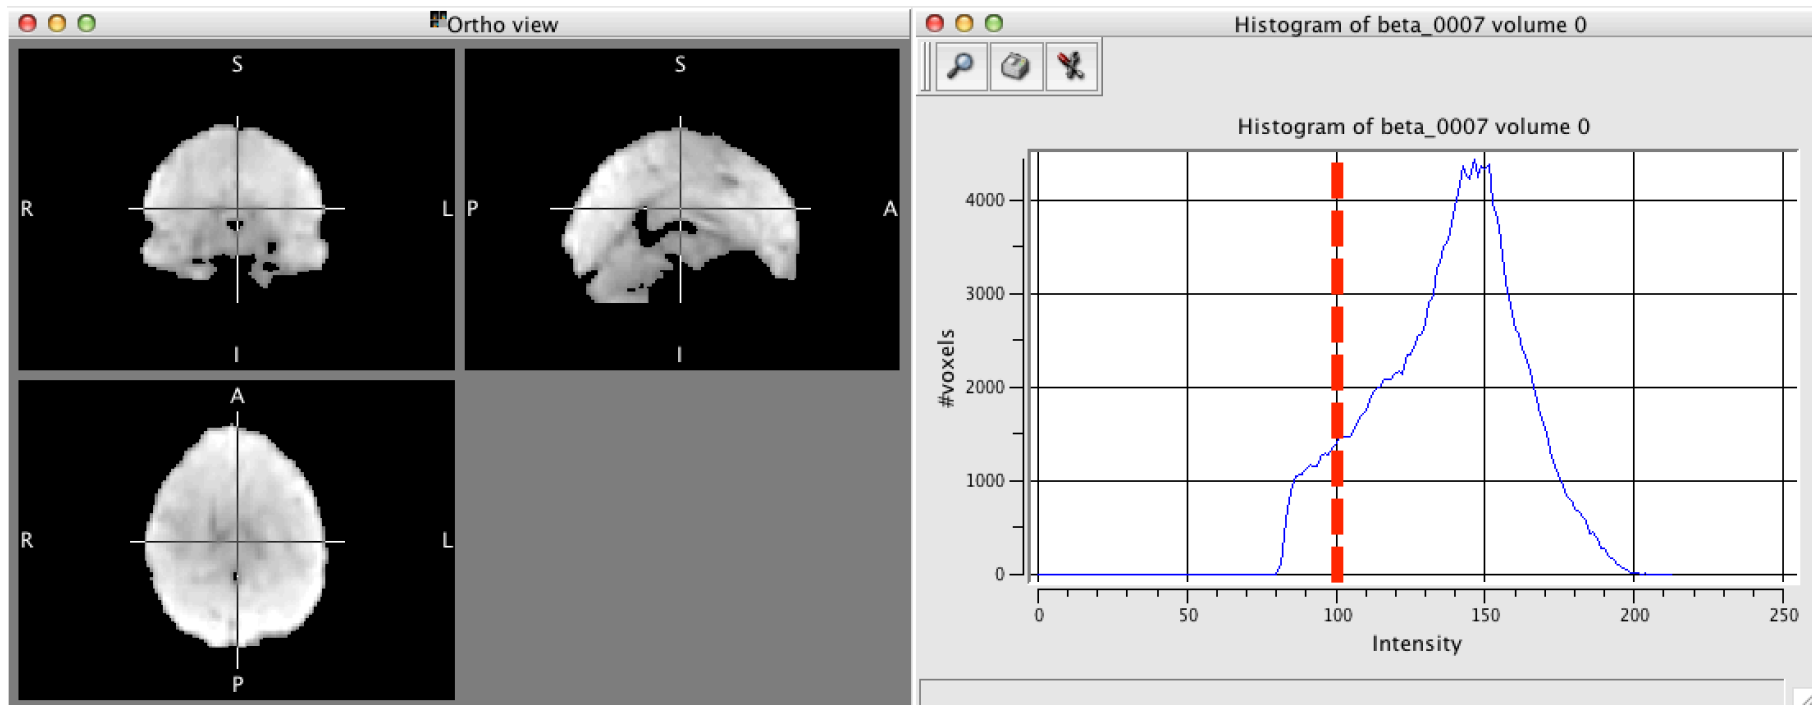 Ortho view
S
R
L
I
S
P
A
I
A
R
L
P
Histogram of beta_0007 volume 0
Histogram of beta_0007 volume 0
#voxels
4000
3000
2000
1000
0
0 50 100 150 200 250
Intensity